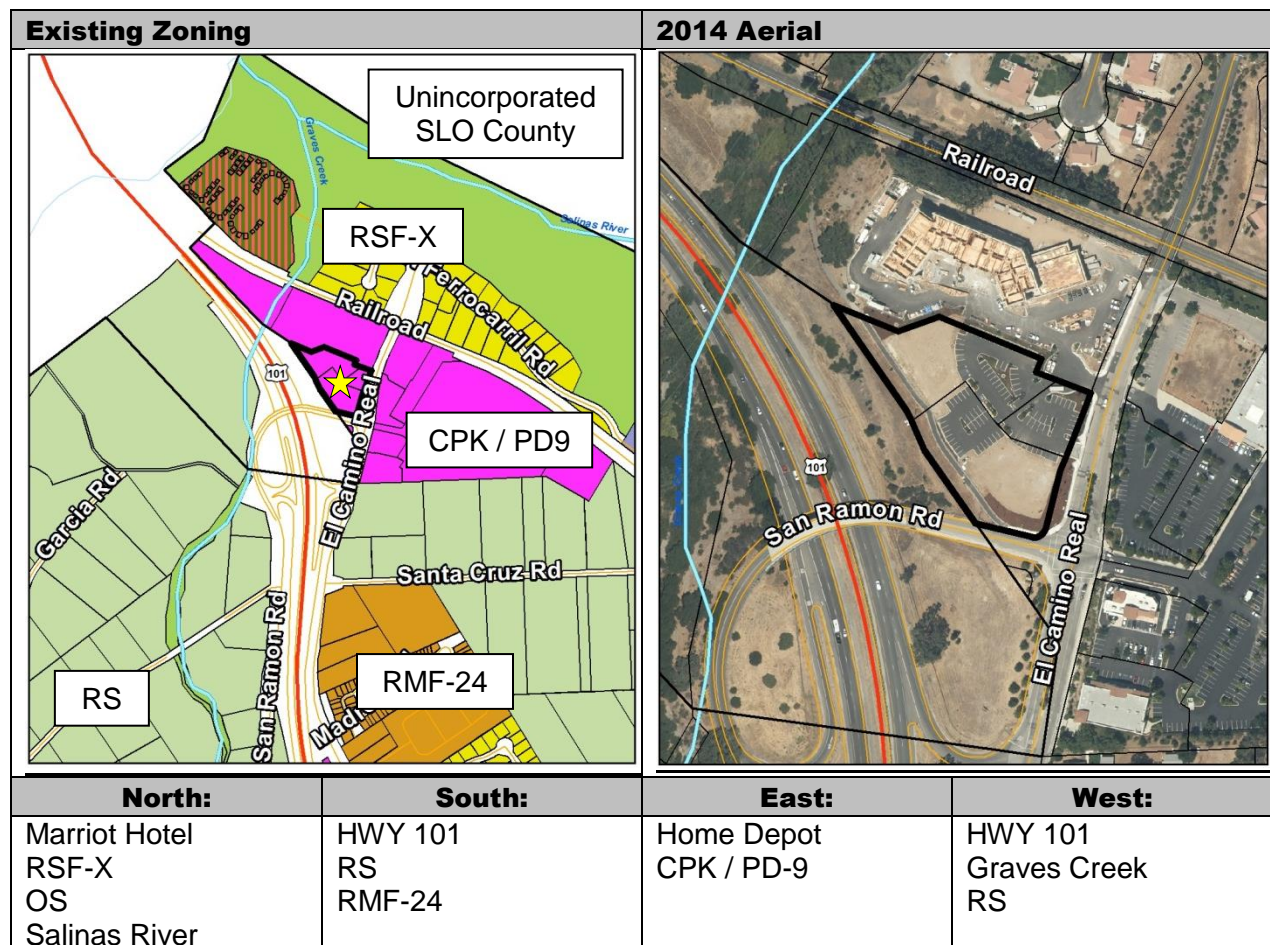 Existing Zoning
2014 Aerial
Unincorporated
SLO County
Graves Creek
Salinas River
RSF-X
Ferrocarril Rd
Railroad
101
CPK / PD9
El Camino Real
Garcia Rd
Santa Cruz Rd
San Ramon Rd
RMF-24
RS
Railroad
101
San Ramon Rd
El Camino Real
North:
South:
East:
West:
Marriot Hotel
RSF-X
OS
Salinas River
HWY 101
RS
RMF-24
Home Depot
CPK / PD-9
HWY 101
Graves Creek
RS